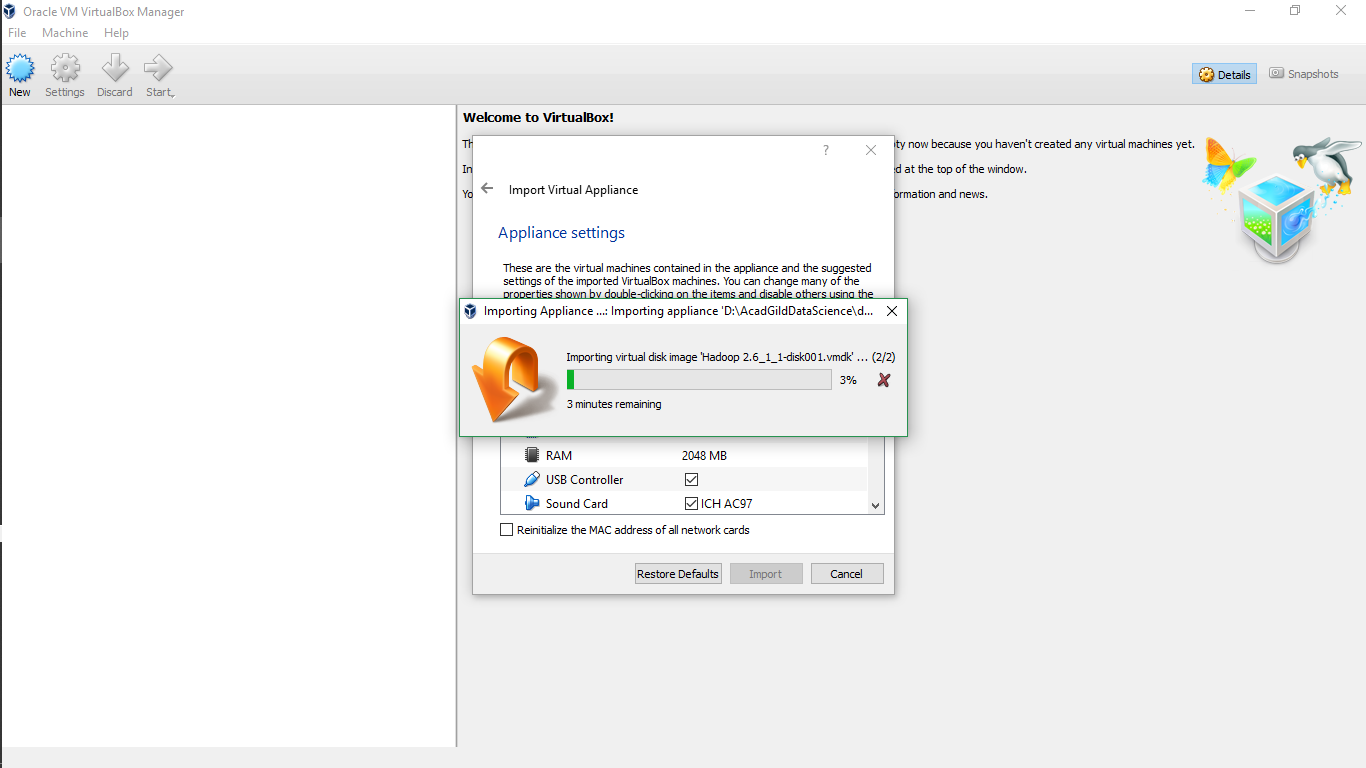 Oracle VM VirtualBox Manager
File Machine Help
New Settings Discard Start
Details Snapshots
Welcome to VirtualBox!
Th
ty now because you haven't created any virtual machines yet.
In
d at the top of the window.
Yo
ormation and news.
?
Import Virtual Appliance
Appliance settings
These are the virtual machines contained in the appliance and the suggested
settings of the imported VirtualBox machines. You can change many of the
properties shown by double-clicking on the items and disable others using the
Importing Appliance ...: Importing appliance 'D:\AcadGildDataScience\d...
Importing virtual disk image 'Hadoop 2.6_1_1-disk001.vmdk' ... (2/2)
3%
3 minutes remaining
RAM 2048 MB
USB Controller
Sound Card ICH AC97
Reinitialize the MAC address of all network cards
Restore Defaults Import Cancel